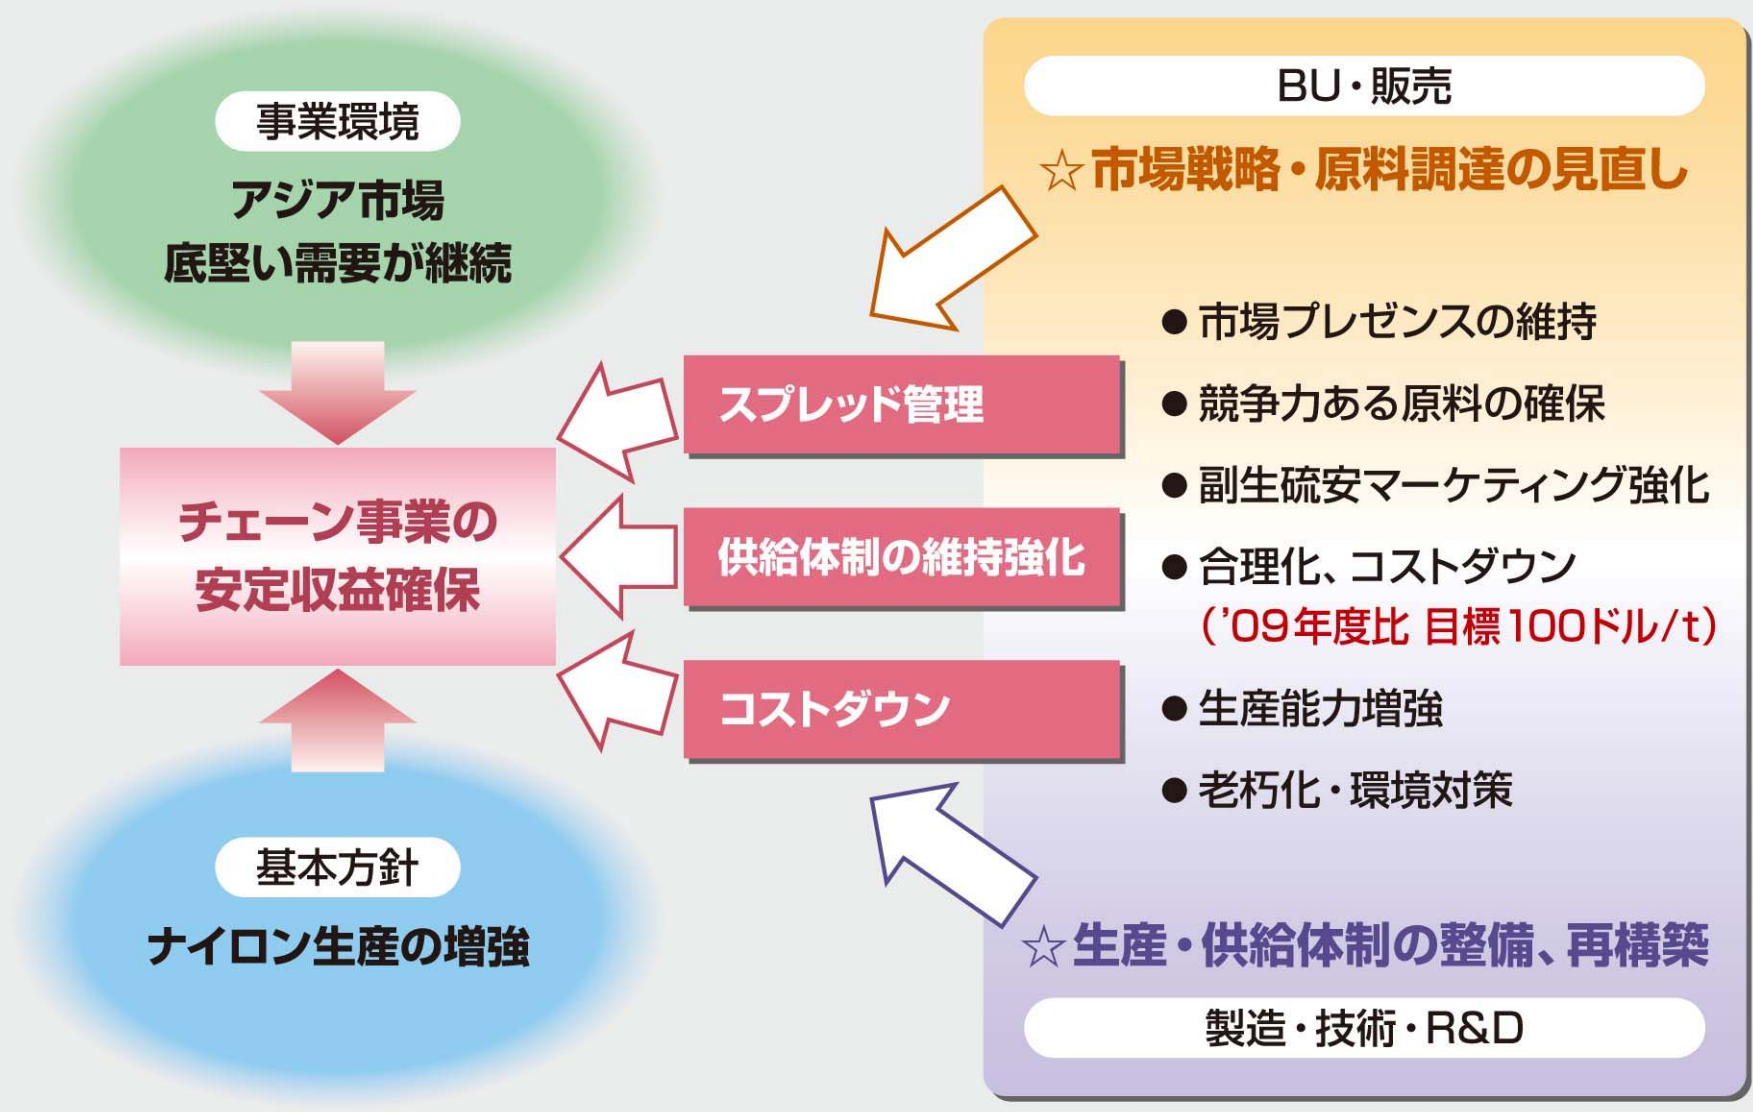 事業環境
アジア市場
底堅い需要が継続
チェーン事業の
安定収益確保
基本方針
ナイロン生産の増強
スプレッド管理
供給体制の維持強化
コストダウン
BU・販売
☆市場戦略・原料調達の見直し
● 市場プレゼンスの維持
● 競争力ある原料の確保
● 副生硫安マーケティング強化
● 合理化、コストダウン
（’09年度比 目標100ドル/t）
● 生産能力増強
● 老朽化・環境対策
☆生産・供給体制の整備、再構築
製造・技術・R&D